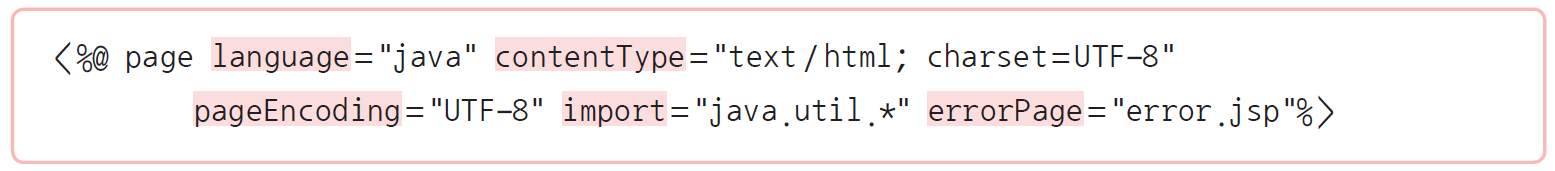 <%@ page language="java" contentType="text/html; charset=UTF-8"
pageEncoding="UTF-8" import="java.util.*" errorPage="error.jsp"%>